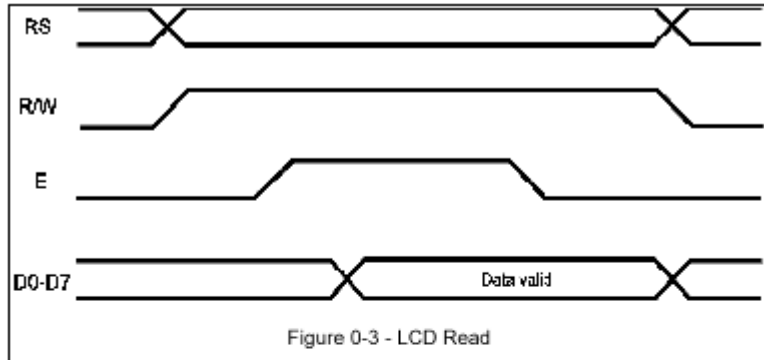 RS
R/W
E
D0-D7
Data valid
Figure 0-3 - LCD Read